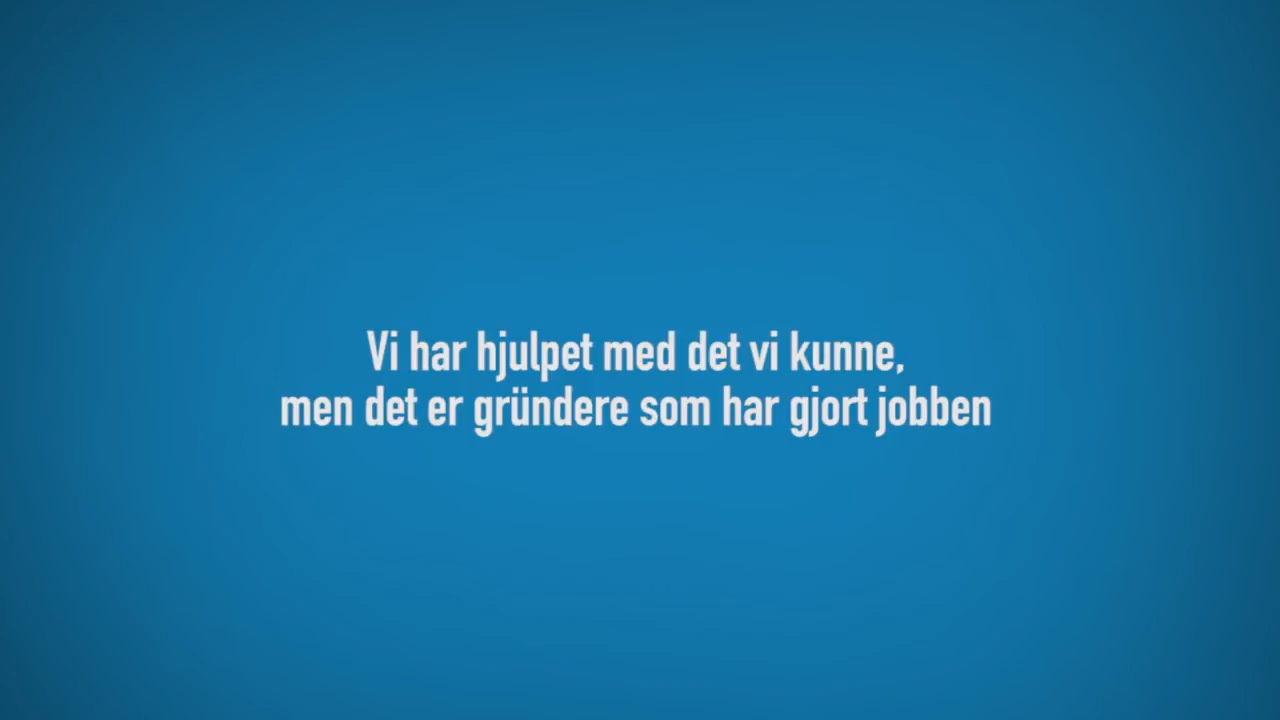 Vi har hjulpet med det vi kunne,
men det er gründere som har gjort jobben